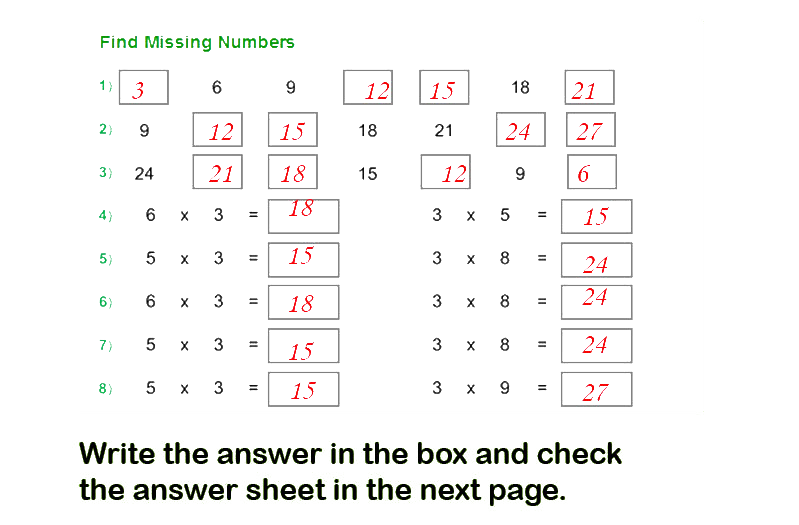 Find Missing Numbers
1) 3 6 9 12 15 18 21
2) 9 12 15 18 21 24 27
3) 24 21 18 15 12 9 6
4) 6 x 3 = 18 3 x 5 = 15
5) 5 x 3 = 15 3 x 8 = 24
6) 6 x 3 = 18 3 x 8 = 24
7) 5 x 3 = 15 3 x 8 = 24
8) 5 x 3 = 15 3 x 9 = 27
Write the answer in the box and check
the answer sheet in the next page.